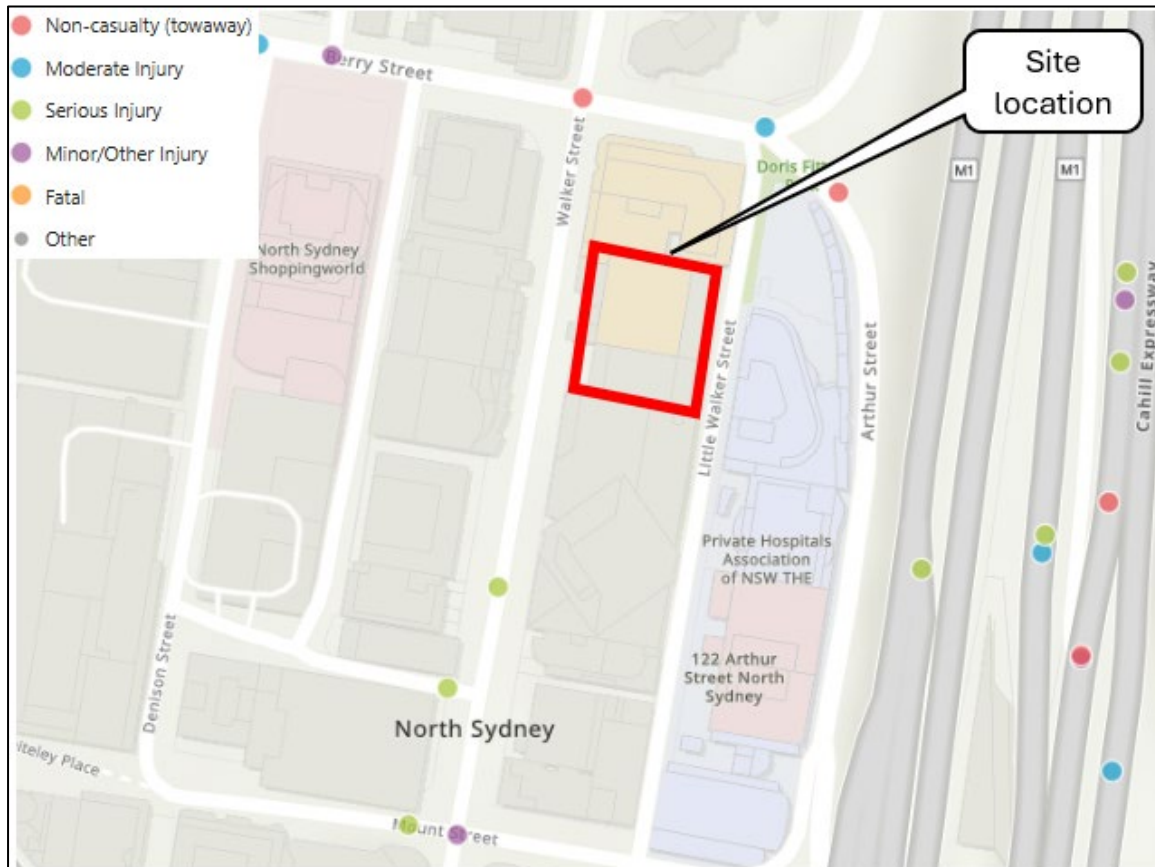 Non-casualty (towaway)
Moderate Injury
Serious Injury
Minor/Other Injury
Fatal
Other
Site
location
Berry Street
Walker Street
Doris
M1
M1
North Sydney
Shoppingworld
Little Walker Street
Arthur Street
Cahill Expressway
Private Hospitals
Association
of NSW THE
122 Arthur
Street North
Sydney
Denison Street
North Sydney
Place
Mount Street